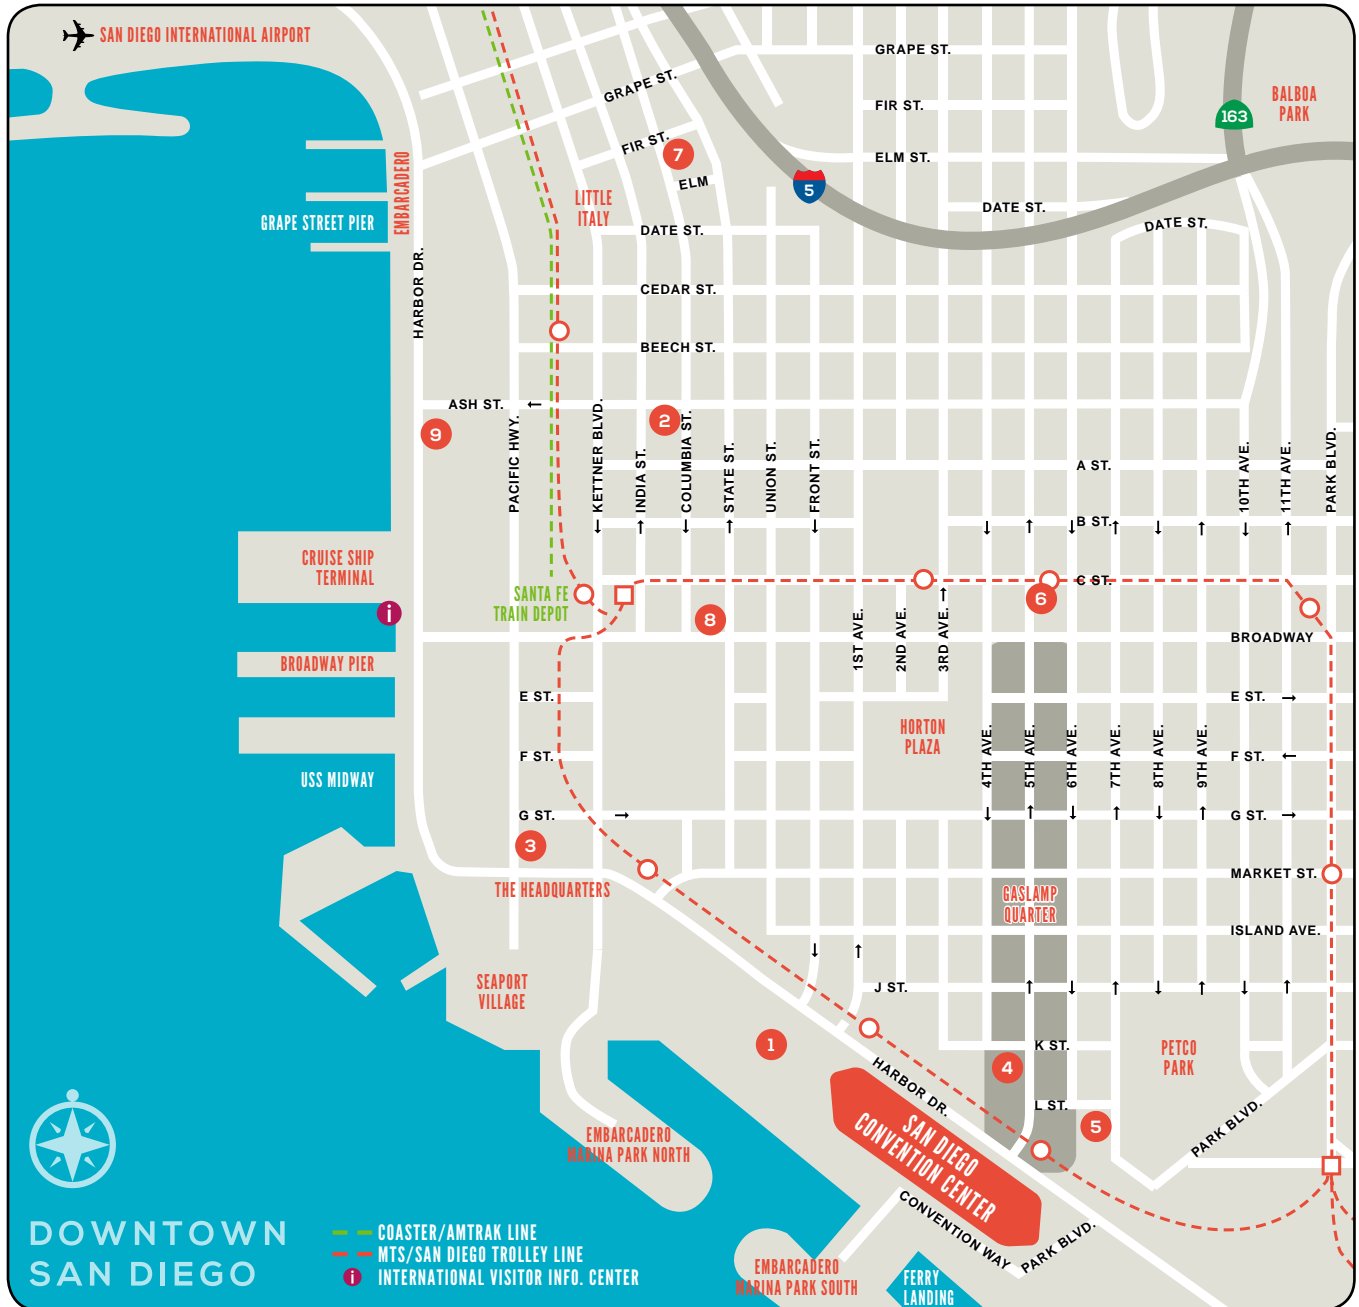 SAN DIEGO INTERNATIONAL AIRPORT
GRAPE ST.
GRAPE ST.
FIR ST.
FIR ST.
BALBOA
PARK
163
7
ELM ST.
ELM
5
EMBARCADERO
LITTLE
ITALY
GRAPE STREET PIER
DATE ST.
DATE ST.
DATE ST.
HARBOR DR.
CEDAR ST.
BEECH ST.
ASH ST.
9
2
PACIFIC HWY.
KETTNER BLVD.
INDIA ST.
COLUMBIA ST.
STATE ST.
UNION ST.
FRONT ST.
A ST.
10TH AVE.
11TH AVE.
PARK BLVD.
B ST.
CRUISE SHIP
TERMINAL
C ST.
SANTA FE
TRAIN DEPOT
i
8
6
1ST AVE.
2ND AVE.
3RD AVE.
BROADWAY
BROADWAY PIER
E ST.
E ST.
HORTON
PLAZA
4TH AVE.
5TH AVE.
6TH AVE.
7TH AVE.
8TH AVE.
9TH AVE.
F ST.
F ST.
USS MIDWAY
G ST.
G ST.
3
THE HEADQUARTERS
MARKET ST.
GASLAMP
QUARTER
ISLAND AVE.
SEAPORT
VILLAGE
J ST.
1
K ST.
PETCO
PARK
4
HARBOR DR.
L ST.
5
PARK BLVD.
SAN DIEGO
CONVENTION CENTER
EMBARCADERO
MARINA PARK NORTH
CONVENTION WAY
PARK BLVD.
EMBARCADERO
MARINA PARK SOUTH
FERRY
LANDING
DOWNTOWN
SAN DIEGO
COASTER/AMTRAK LINE
MTS/SAN DIEGO TROLLEY LINE
i INTERNATIONAL VISITOR INFO. CENTER